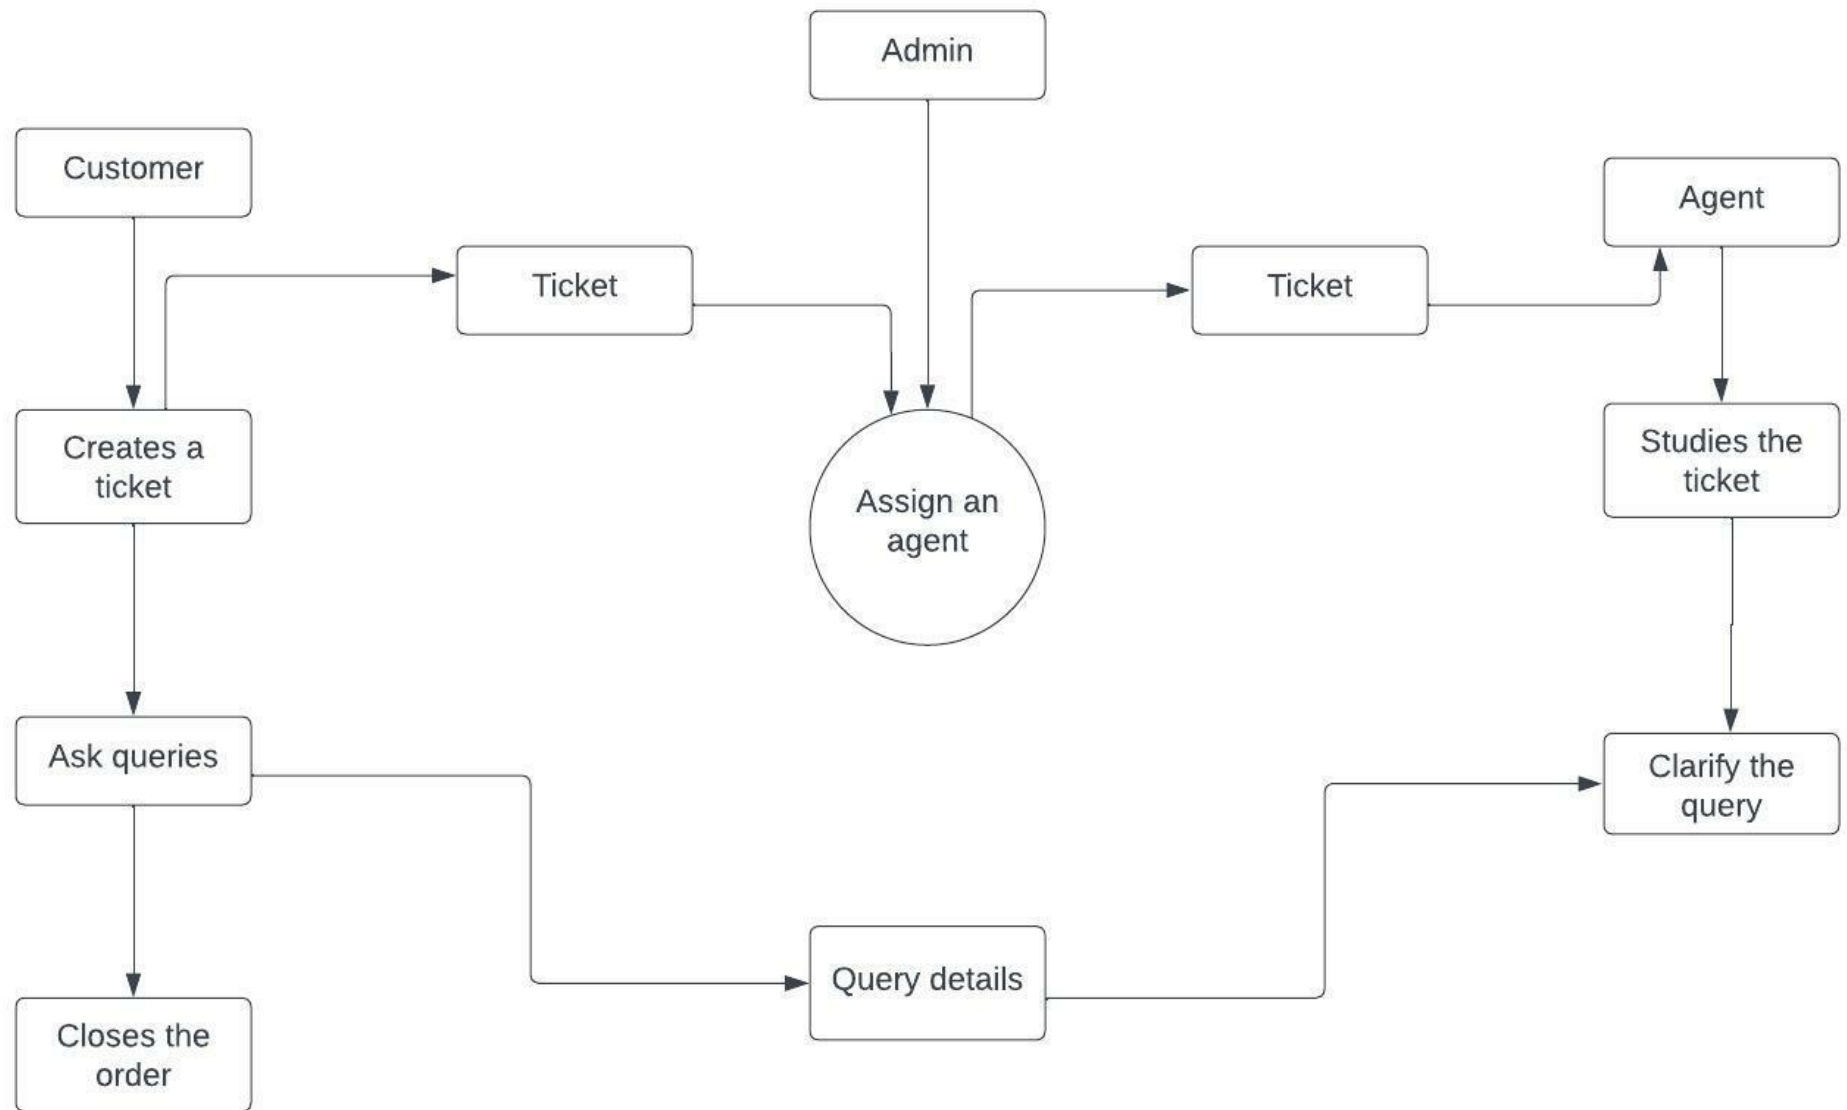 Admin
Customer
Agent
Ticket
Ticket
Creates a
ticket
Assign an
agent
Studies the
ticket
Ask queries
Clarify the
query
Query details
Closes the
order